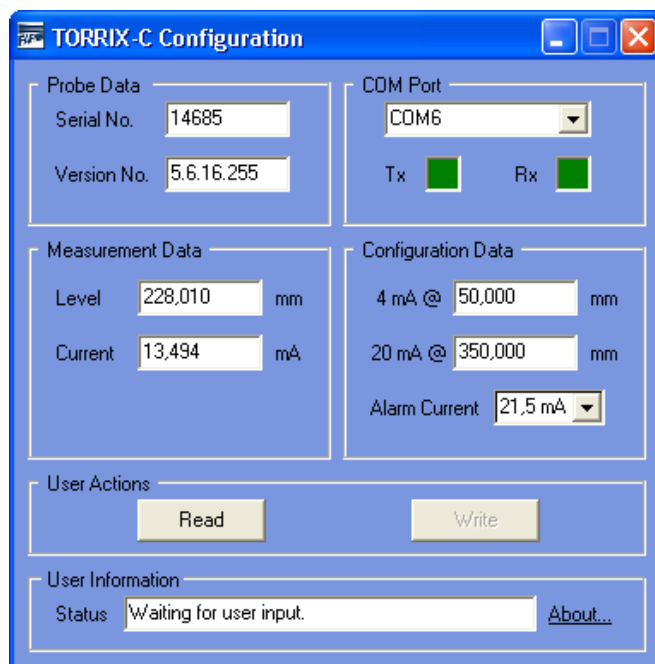 TORRIX-C Configuration
Probe Data
Serial No. 14685
Version No. 5.6.16.255
COM Port
COM6
Tx Rx
Measurement Data
Level 228,010 mm
Current 13,494 mA
Configuration Data
4 mA @ 50,000 mm
20 mA @ 350,000 mm
Alarm Current 21,5 mA
User Actions
Read Write
User Information
Status Waiting for user input. About...